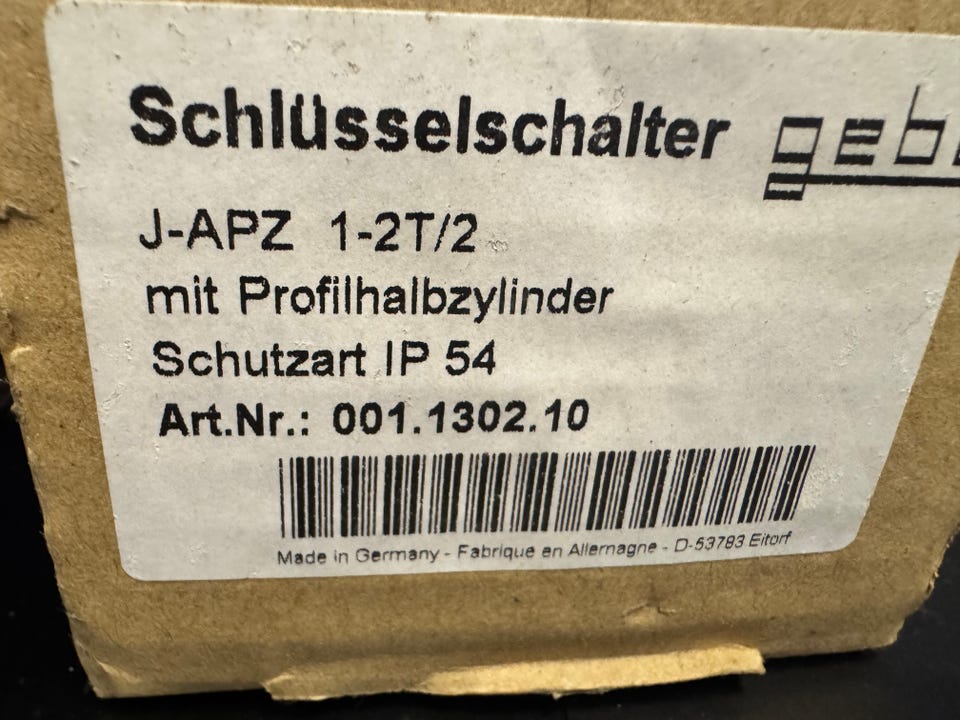 Schlüsselschalter
geb
J-APZ 1-2T/2
mit Profilhalbzylinder
Schutzart IP 54
Art.Nr.: 001.1302.10
Made in Germany - Fabrique en Allemagne - D-53783 Eitorf